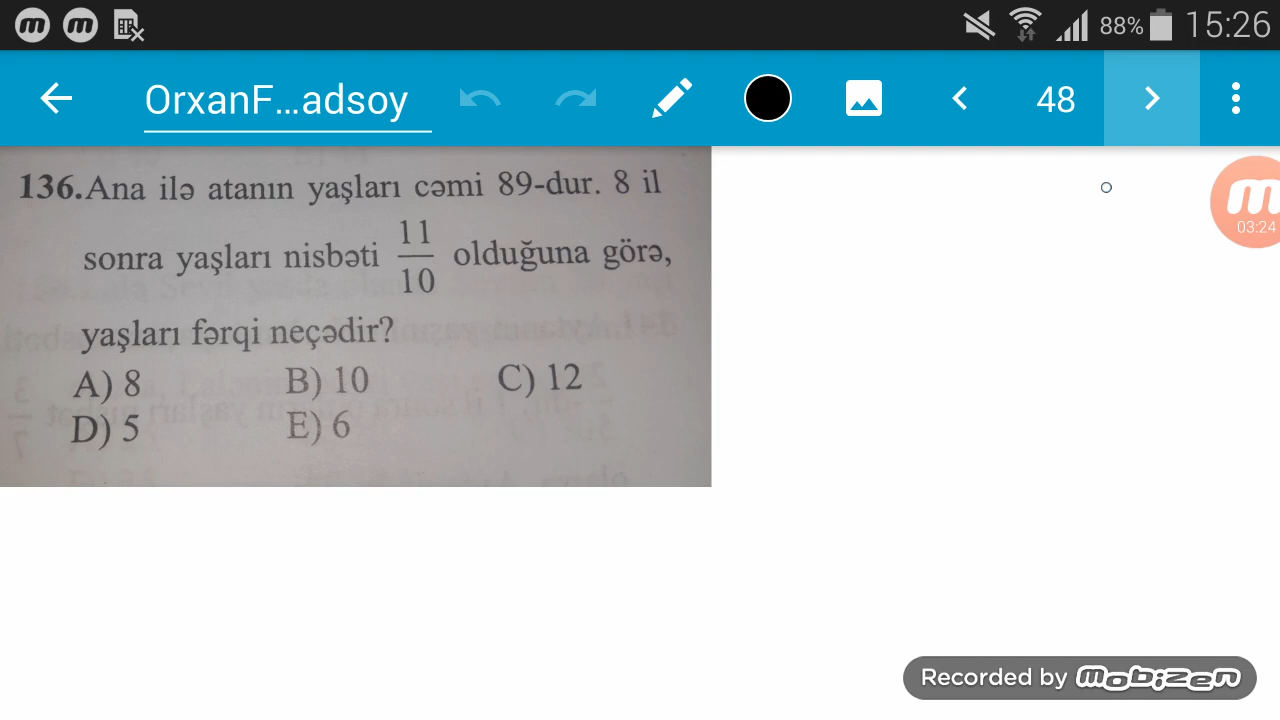 88% 15:26
OrxanF...adsoy 48
03:24
136.Ana ilə atanın yaşları cəmi 89-dur. 8 il
sonra yaşları nisbəti 11/10 olduğuna görə,
yaşları fərqi neçədir?
A) 8 B) 10 C) 12
D) 5 E) 6
Recorded by mobizen